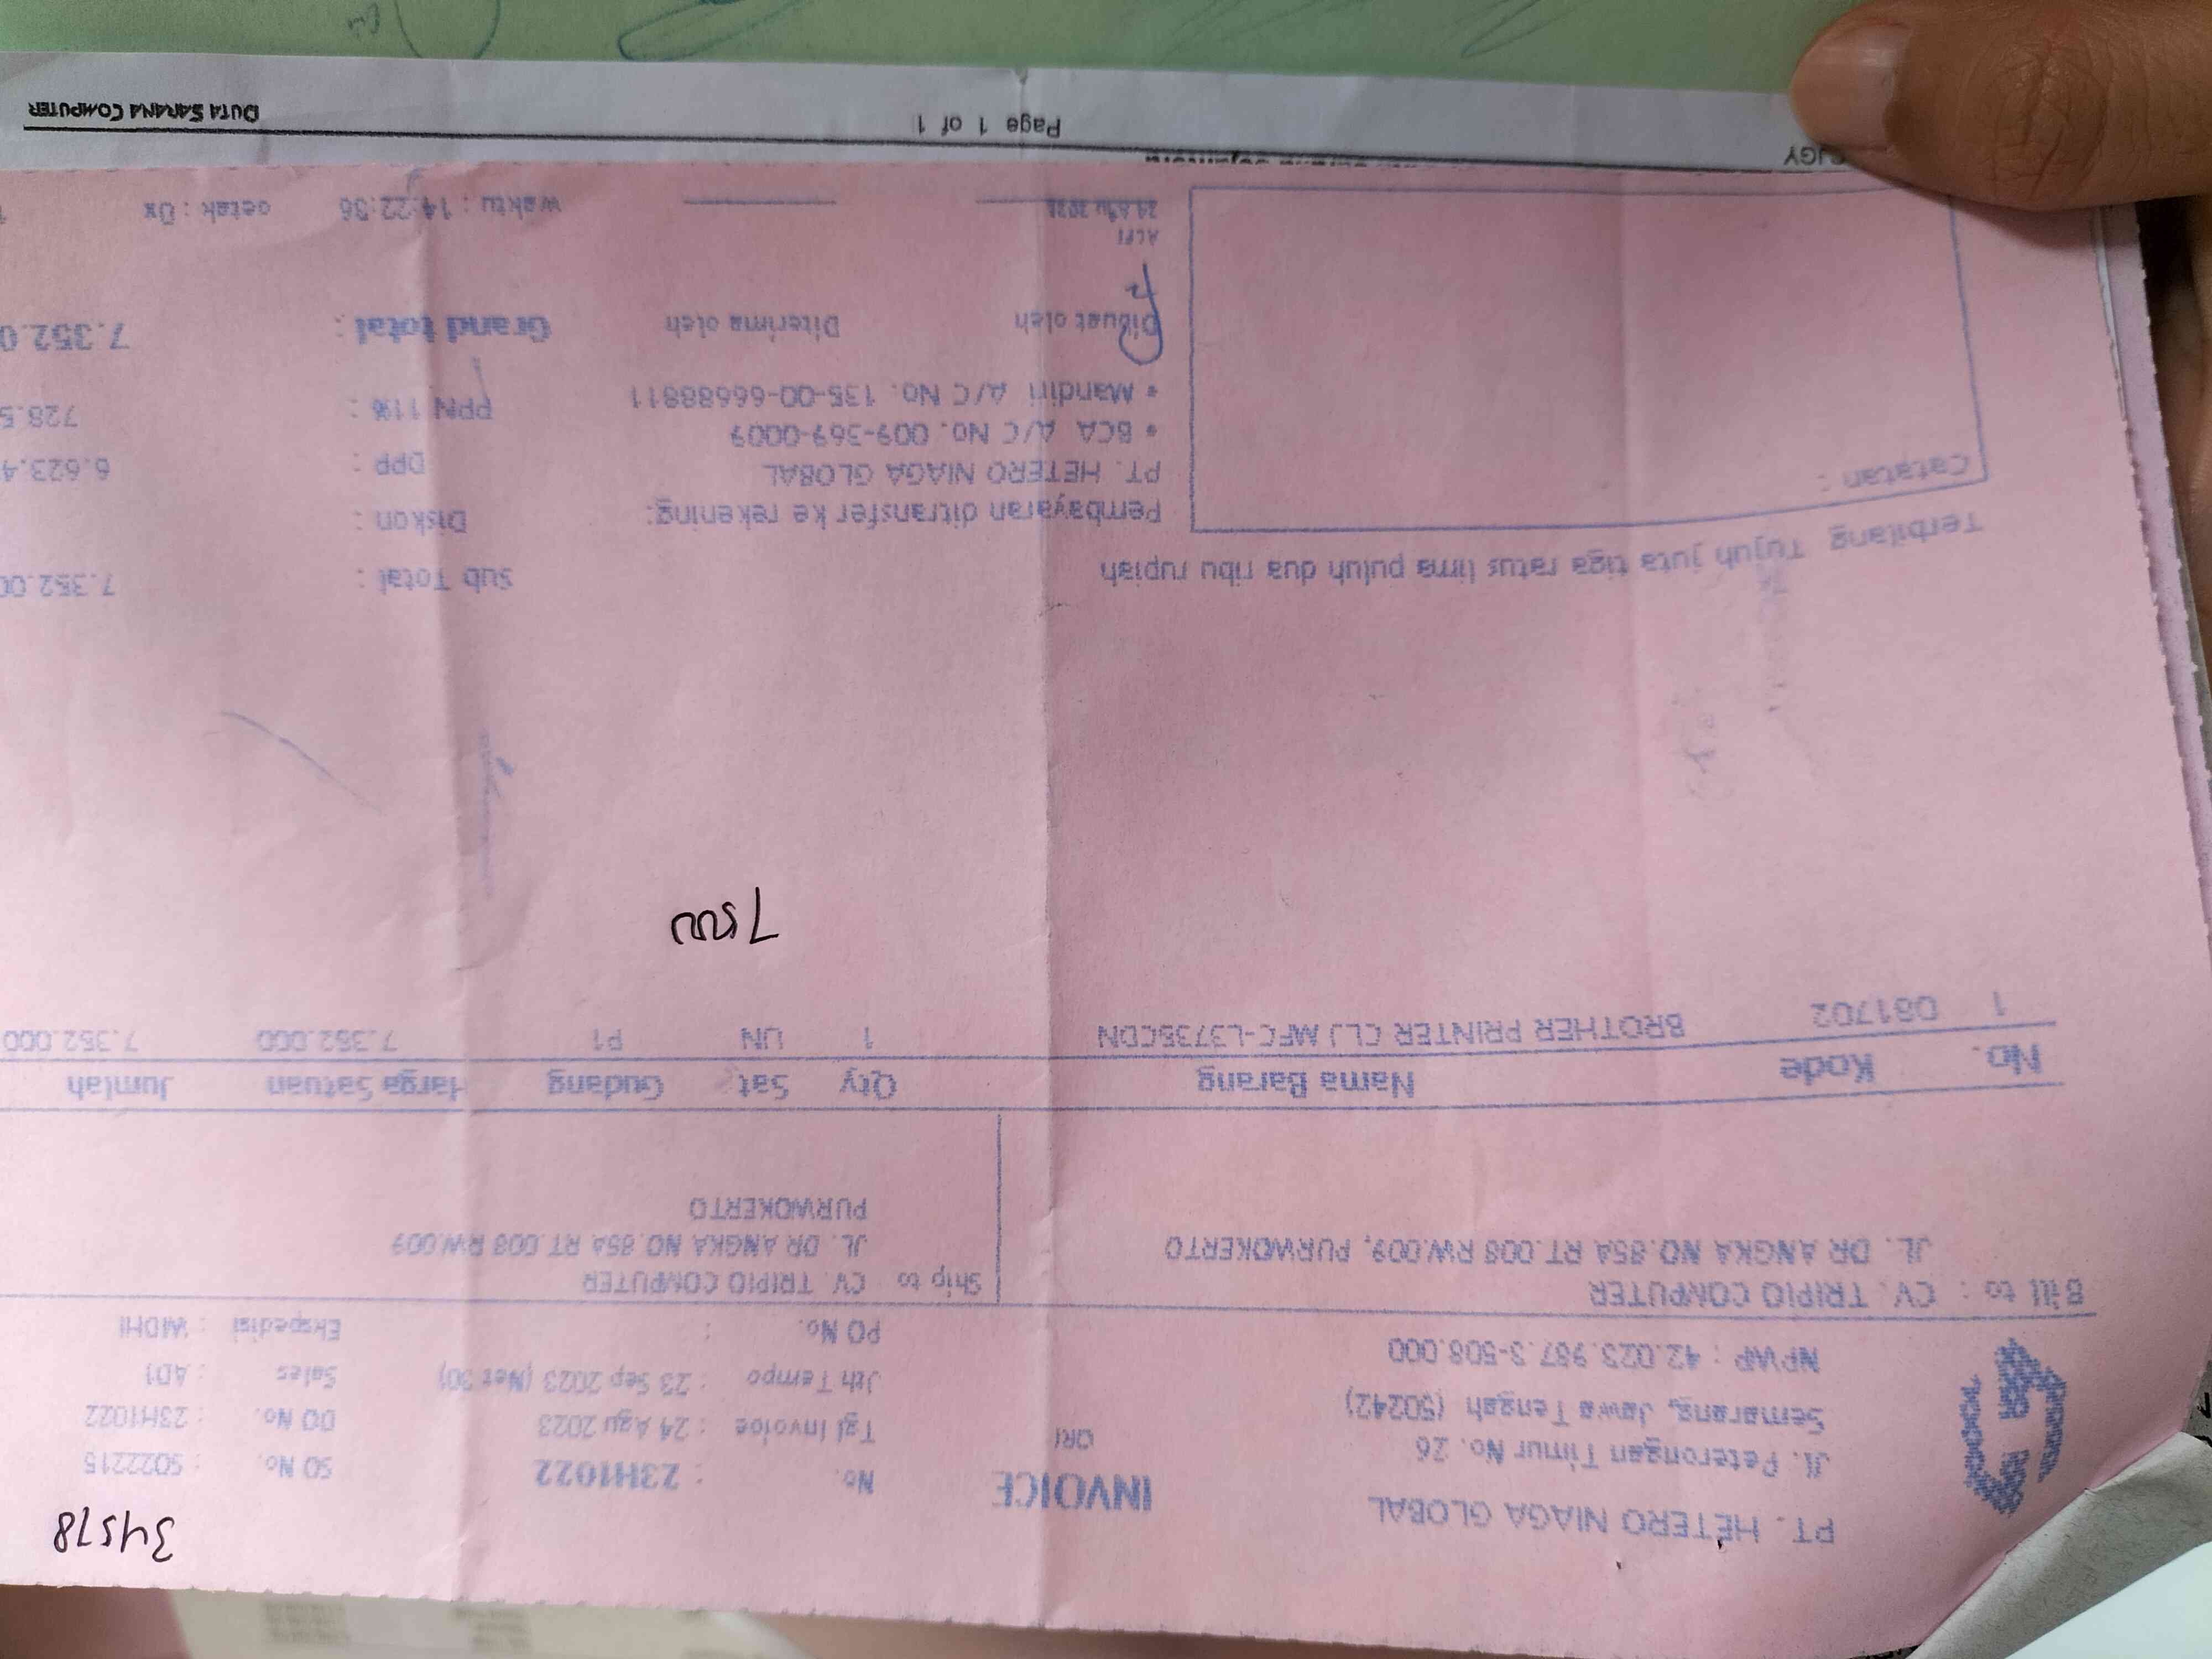 34578
PT. HETERO NIAGA GLOBAL
Jl. Peterongan Timur No. 26
Semarang, Jawa Tengah (50242)
NPWP : 42.023.987.3-508.000
INVOICE
ORI
No. : 23H1022
Tgl Invoice : 24 Agu 2023
Jth Tempo : 23 Sep 2023 (Net 30)
PO No. :
SO No. : SO22215
DO No. : 23H1022
Sales : AD1
Ekspedisi : WIDHI
Bill to : CV. TRIPIO COMPUTER
JL. DR ANGKA NO.85A RT.008 RW.009, PURWOKERTO
Ship to CV. TRIPIO COMPUTER
JL. DR ANGKA NO.85A RT.008 RW.009
PURWOKERTO
No. Kode Nama Barang Qty Sat Gudang Harga Satuan Jumlah
1 081702 BROTHER PRINTER CLJ MFC-L3735CDN 1 UN P1 7.352.000 7.352.000
Terbilang Tujuh juta tiga ratus lima puluh dua ribu rupiah
Catatan :
Pembayaran ditransfer ke rekening:
PT. HETERO NIAGA GLOBAL
* BCA A/C No. 009-369-0009
* Mandiri A/C No. 135-00-6668811
Dibuat oleh Diterima oleh
ALFI
Sub Total : 7.352.00
Diskon :
DPP : 6.623.4
PPN 11% : 728.5
Grand total : 7.352.0
waktu : 14:22:36 cetak : 0x
Page 1 of 1
DUTA SARANA COMPUTER